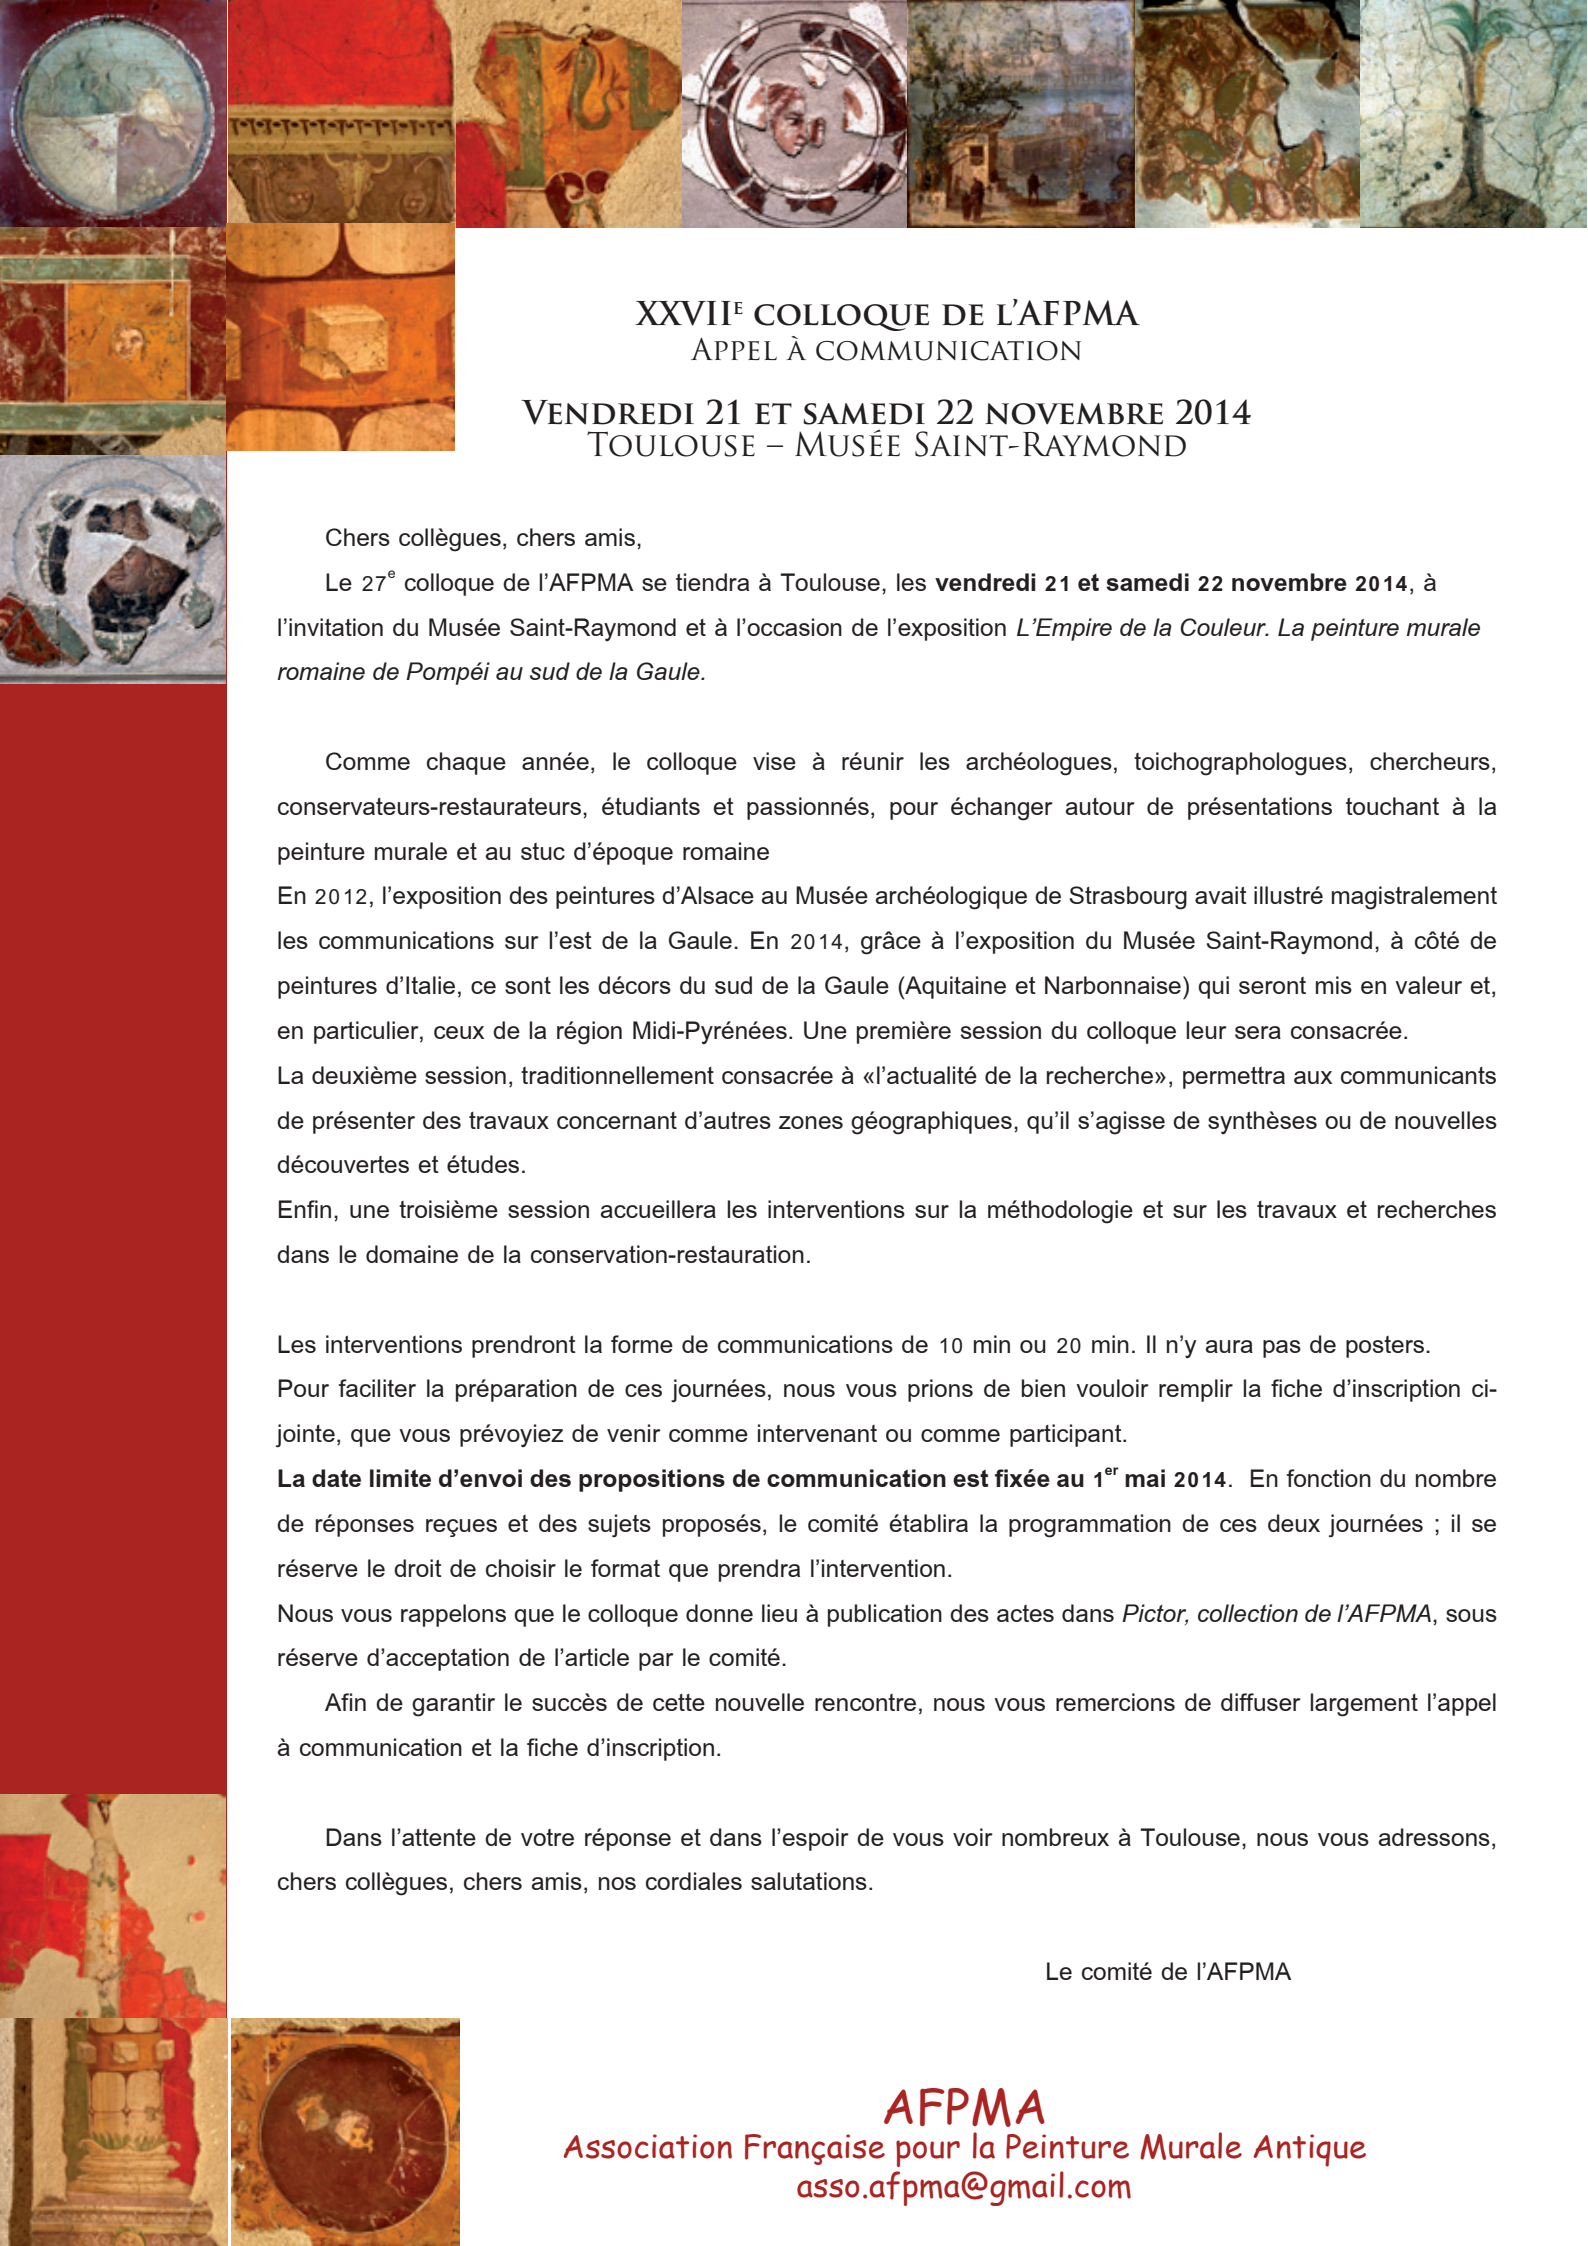 XXVIIE COLLOQUE DE L’AFPMA
APPEL À COMMUNICATION
VENDREDI 21 ET SAMEDI 22 NOVEMBRE 2014
TOULOUSE – MUSÉE SAINT-RAYMOND
Chers collègues, chers amis,
Le 27e colloque de l’AFPMA se tiendra à Toulouse, les vendredi 21 et samedi 22 novembre 2014, à
l’invitation du Musée Saint-Raymond et à l’occasion de l’exposition L’Empire de la Couleur. La peinture murale
romaine de Pompéi au sud de la Gaule.
Comme chaque année, le colloque vise à réunir les archéologues, toichographologues, chercheurs,
conservateurs-restaurateurs, étudiants et passionnés, pour échanger autour de présentations touchant à la
peinture murale et au stuc d’époque romaine
En 2012, l’exposition des peintures d’Alsace au Musée archéologique de Strasbourg avait illustré magistralement
les communications sur l’est de la Gaule. En 2014, grâce à l’exposition du Musée Saint-Raymond, à côté de
peintures d’Italie, ce sont les décors du sud de la Gaule (Aquitaine et Narbonnaise) qui seront mis en valeur et,
en particulier, ceux de la région Midi-Pyrénées. Une première session du colloque leur sera consacrée.
La deuxième session, traditionnellement consacrée à «l’actualité de la recherche», permettra aux communicants
de présenter des travaux concernant d’autres zones géographiques, qu’il s’agisse de synthèses ou de nouvelles
découvertes et études.
Enfin, une troisième session accueillera les interventions sur la méthodologie et sur les travaux et recherches
dans le domaine de la conservation-restauration.
Les interventions prendront la forme de communications de 10 min ou 20 min. Il n’y aura pas de posters.
Pour faciliter la préparation de ces journées, nous vous prions de bien vouloir remplir la fiche d’inscription ci-
jointe, que vous prévoyiez de venir comme intervenant ou comme participant.
La date limite d’envoi des propositions de communication est fixée au 1er mai 2014. En fonction du nombre
de réponses reçues et des sujets proposés, le comité établira la programmation de ces deux journées ; il se
réserve le droit de choisir le format que prendra l’intervention.
Nous vous rappelons que le colloque donne lieu à publication des actes dans Pictor, collection de l’AFPMA, sous
réserve d’acceptation de l’article par le comité.
Afin de garantir le succès de cette nouvelle rencontre, nous vous remercions de diffuser largement l’appel
à communication et la fiche d’inscription.
Dans l’attente de votre réponse et dans l’espoir de vous voir nombreux à Toulouse, nous vous adressons,
chers collègues, chers amis, nos cordiales salutations.
Le comité de l’AFPMA
AFPMA
Association Française pour la Peinture Murale Antique
asso.afpma@gmail.com